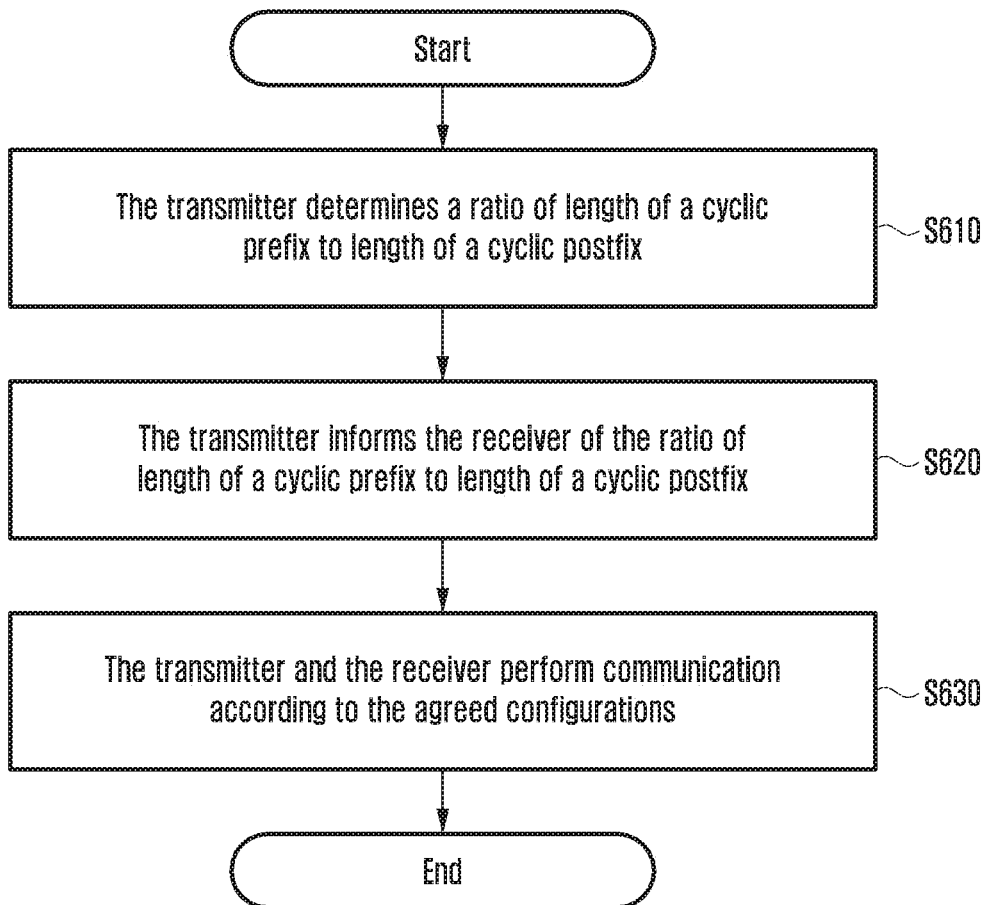 Start
The transmitter determines a ratio of length of a cyclic
prefix to length of a cyclic postfix
S610
The transmitter informs the receiver of the ratio of
length of a cyclic prefix to length of a cyclic postfix
S620
The transmitter and the receiver perform communication
according to the agreed configurations
S630
End